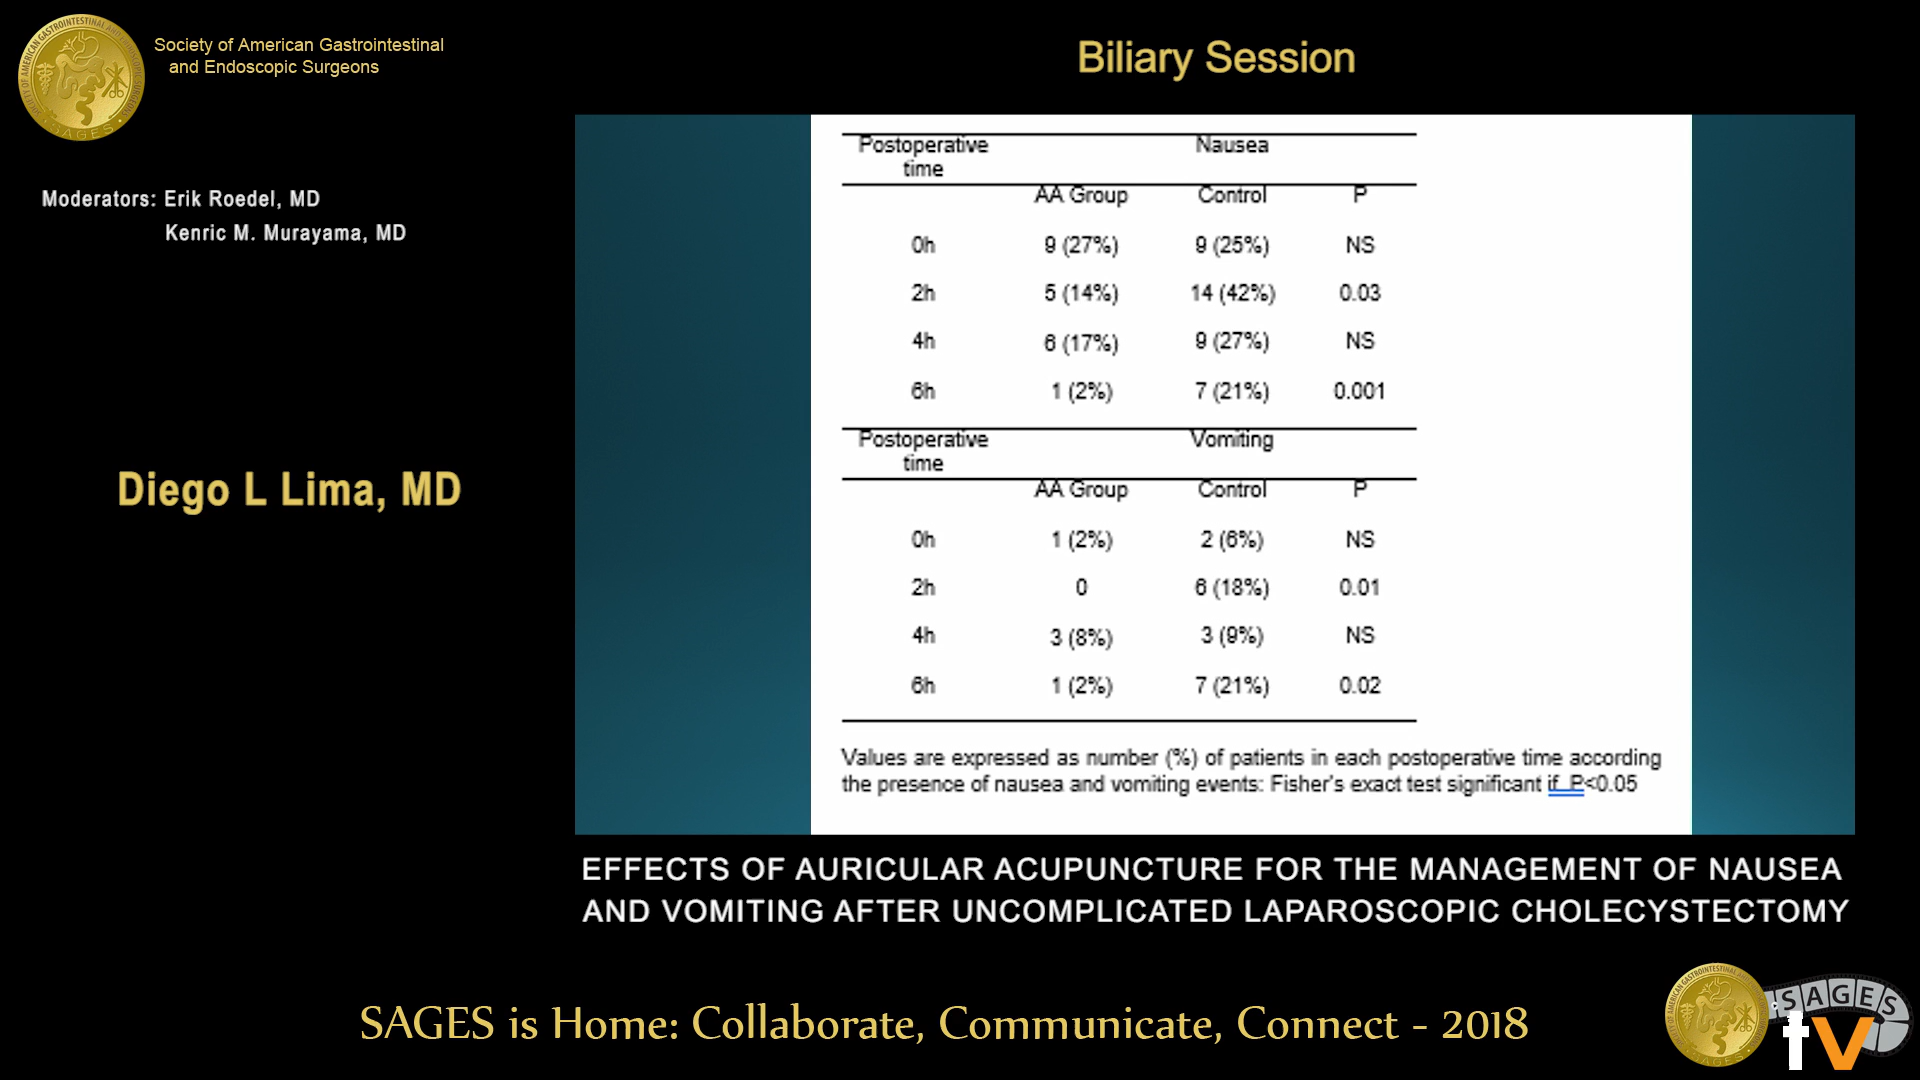 Society of American Gastrointestinal
and Endoscopic Surgeons
Biliary Session
Moderators: Erik Roedel, MD
Kenric M. Murayama, MD
Diego L Lima, MD
Postoperative time Nausea
AA Group Control P
0h 9 (27%) 9 (25%) NS
2h 5 (14%) 14 (42%) 0.03
4h 6 (17%) 9 (27%) NS
6h 1 (2%) 7 (21%) 0.001
Postoperative time Vomiting
AA Group Control P
0h 1 (2%) 2 (6%) NS
2h 0 6 (18%) 0.01
4h 3 (8%) 3 (9%) NS
6h 1 (2%) 7 (21%) 0.02
Values are expressed as number (%) of patients in each postoperative time according
the presence of nausea and vomiting events: Fisher's exact test significant if P<0.05
EFFECTS OF AURICULAR ACUPUNCTURE FOR THE MANAGEMENT OF NAUSEA
AND VOMITING AFTER UNCOMPLICATED LAPAROSCOPIC CHOLECYSTECTOMY
SAGES is Home: Collaborate, Communicate, Connect - 2018
SAGES
tv